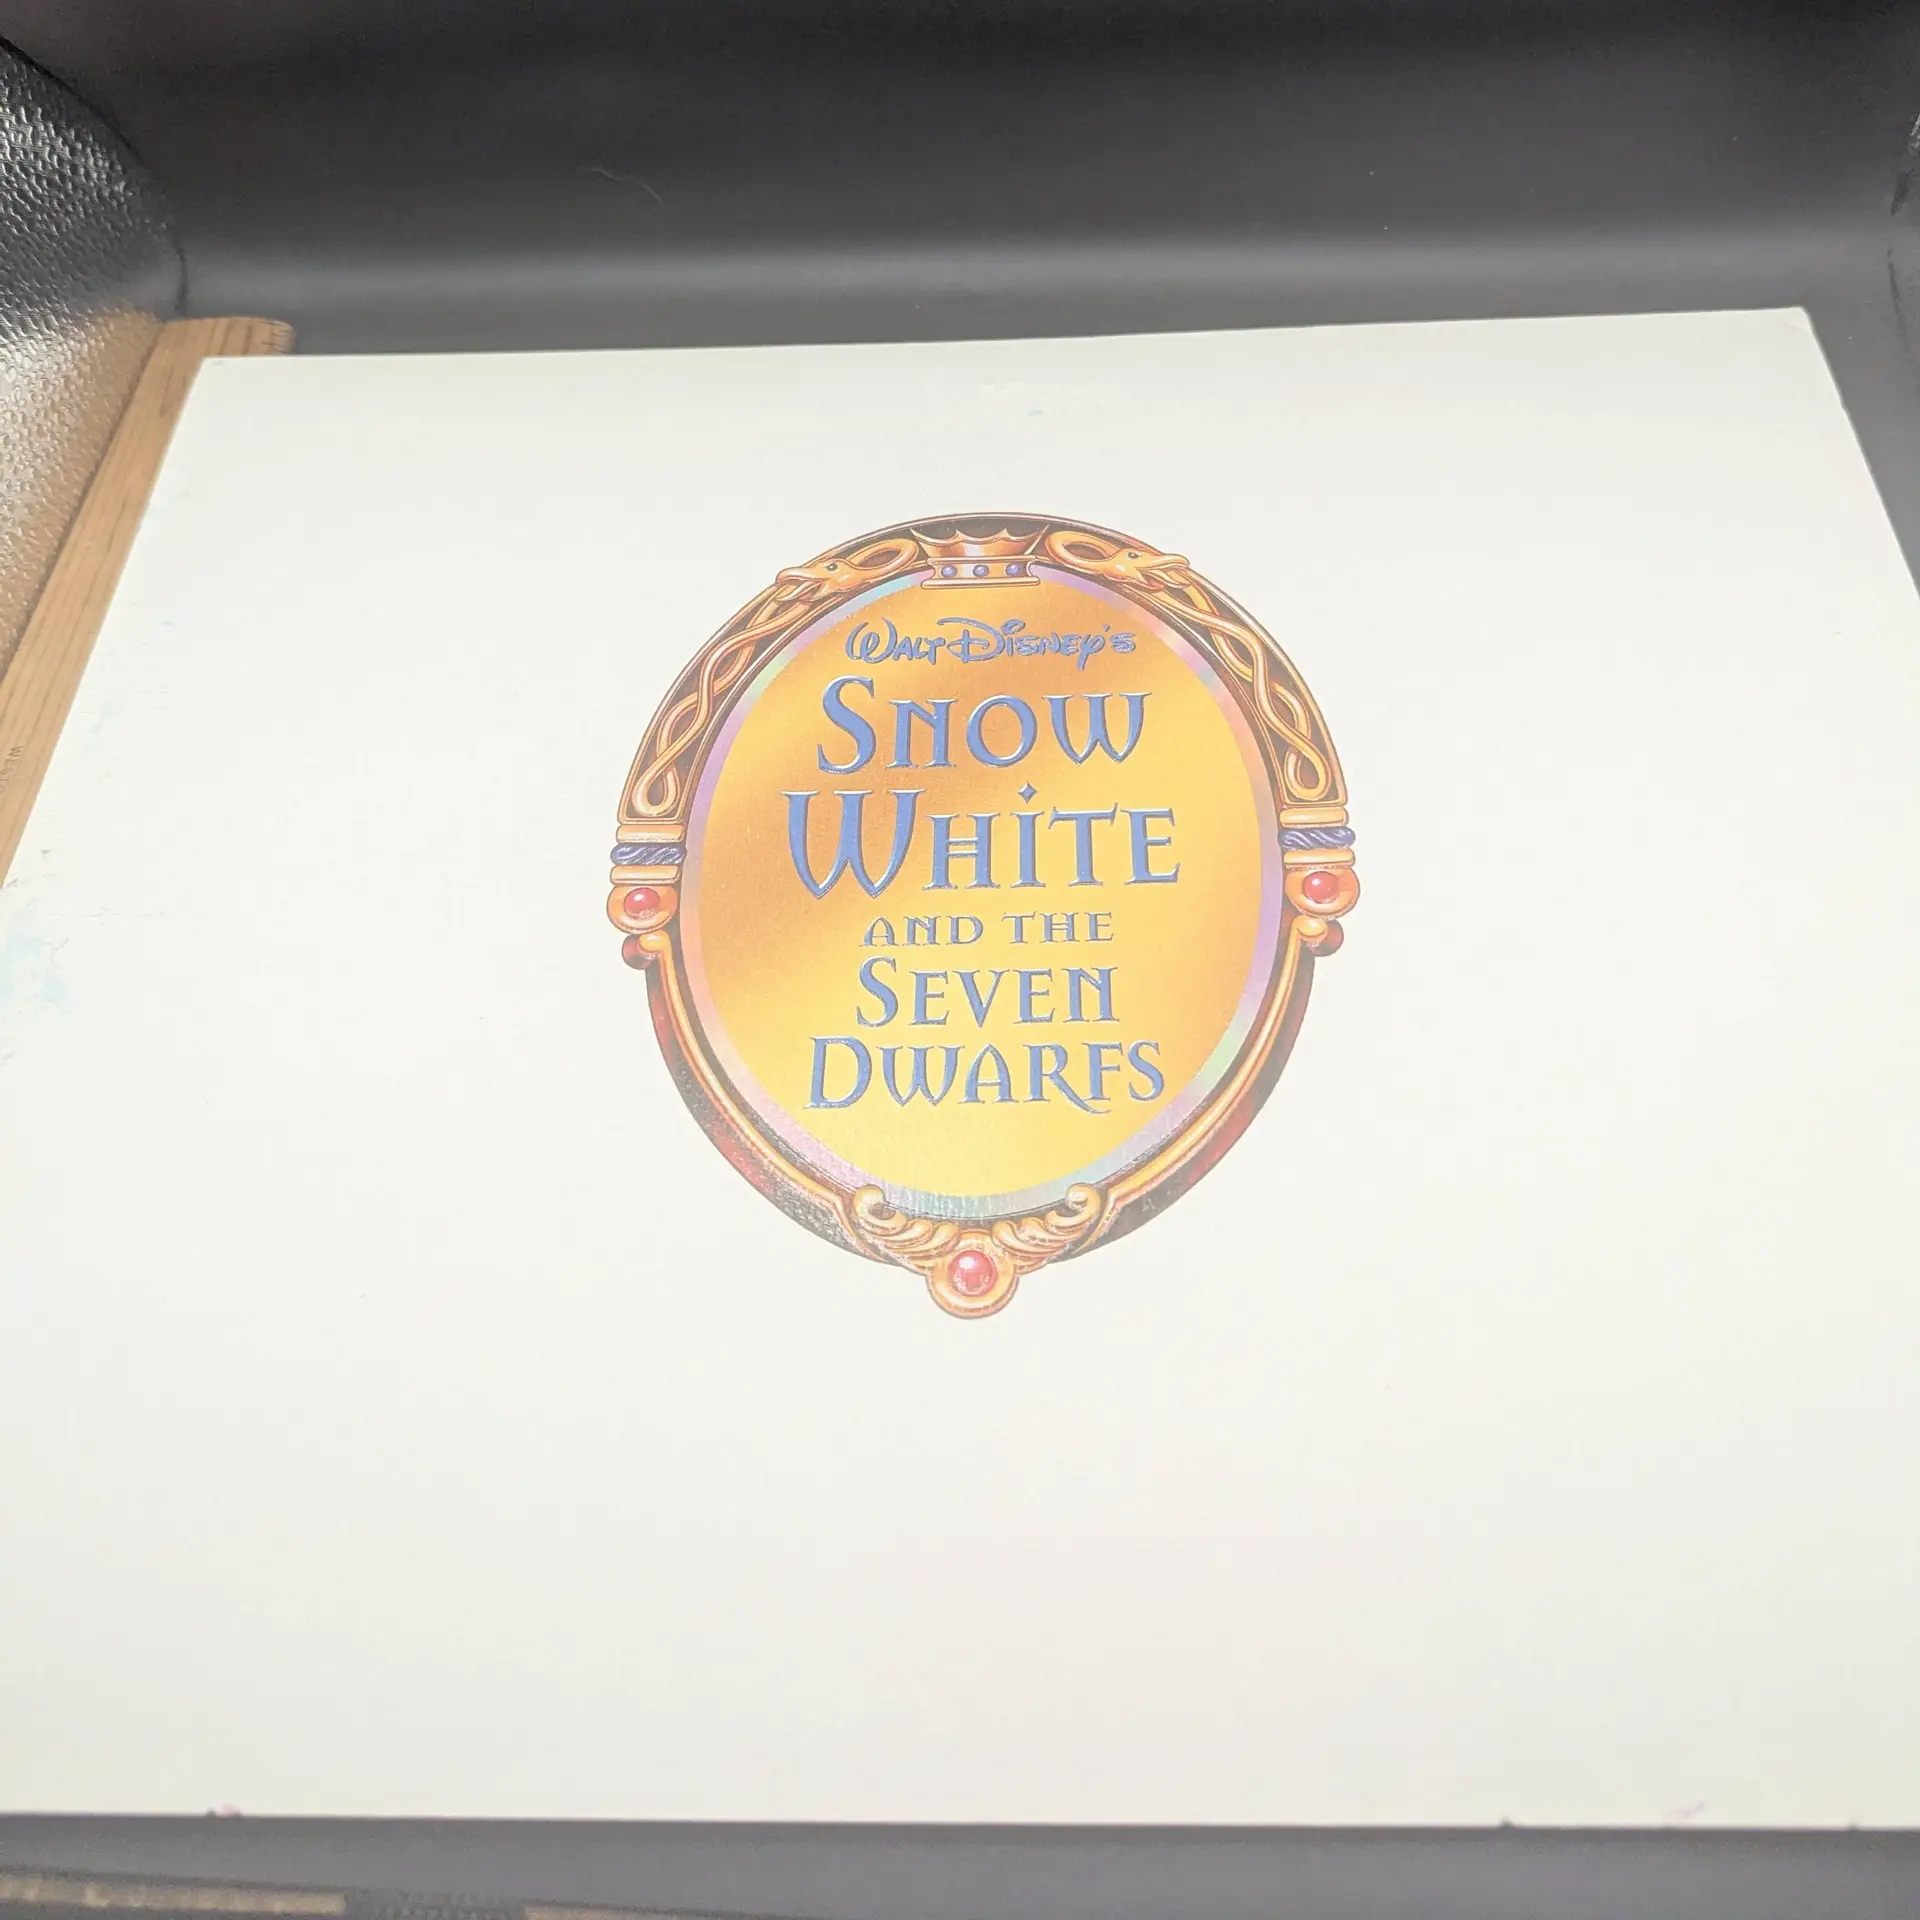 Walt Disney's
Snow
White
and the
Seven
Dwarfs